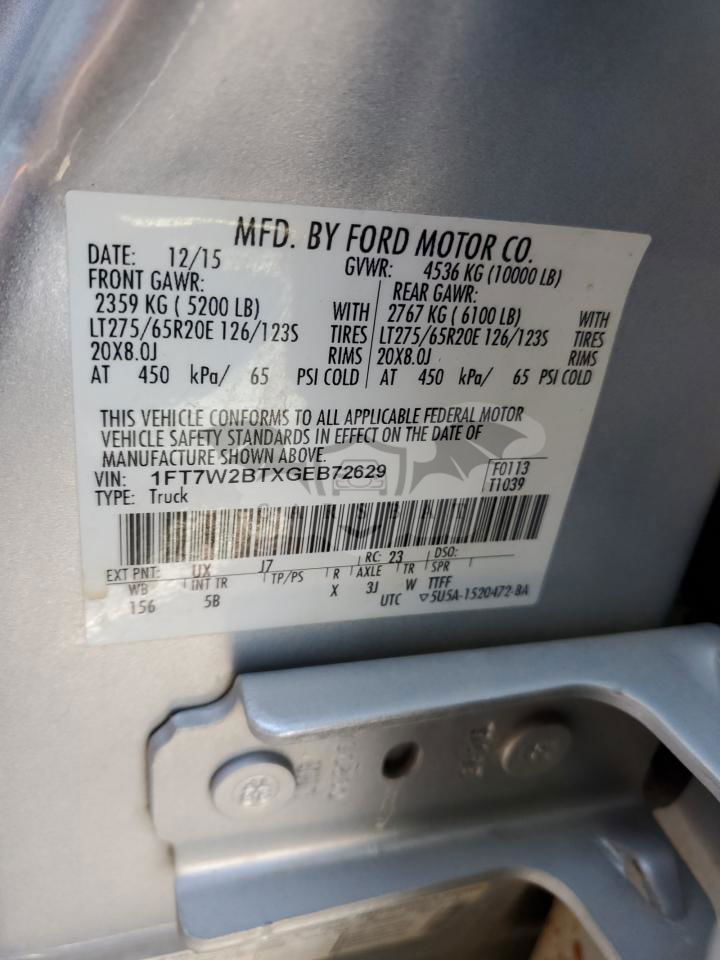 MFD. BY FORD MOTOR CO.
DATE: 12/15 GVWR: 4536 KG (10000 LB)
FRONT GAWR: REAR GAWR:
2359 KG ( 5200 LB) WITH 2767 KG ( 6100 LB) WITH
LT275/65R20E 126/123S TIRES LT275/65R20E 126/123S TIRES
20X8.0J RIMS 20X8.0J RIMS
AT 450 kPa/ 65 PSI COLD AT 450 kPa/ 65 PSI COLD
THIS VEHICLE CONFORMS TO ALL APPLICABLE FEDERAL MOTOR
VEHICLE SAFETY STANDARDS IN EFFECT ON THE DATE OF
MANUFACTURE SHOWN ABOVE.
VIN: 1FT7W2BTXGEB72629 F0113
TYPE: Truck T1039
EXT PNT: UX J7 RC: 23 DSO:
WB INT TR TP/PS R AXLE TR SPR
156 5B X 3J W TTFF
UTC 5U5A-1520472-BA